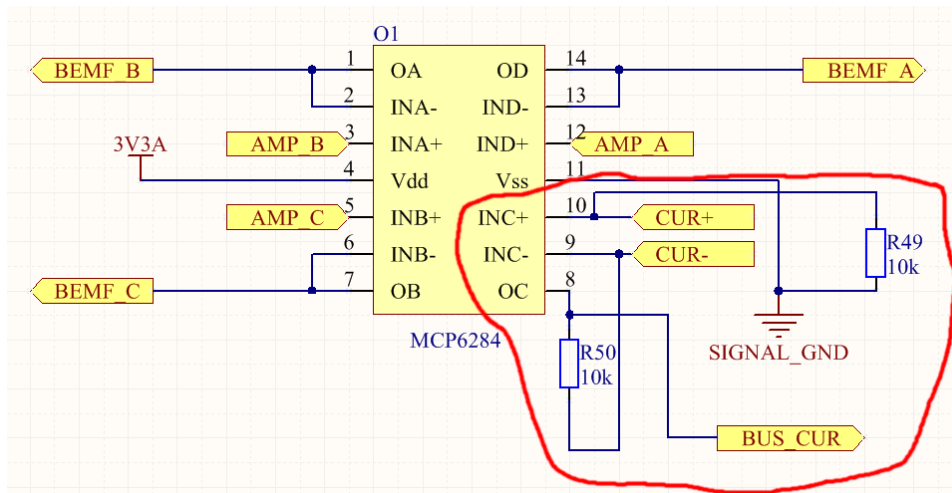 O1
BEMF_B
1
OA
OD
14
BEMF_A
2
INA-
IND-
13
AMP_B
3
INA+
IND+
12
AMP_A
3V3A
4
Vdd
Vss
11
AMP_C
5
INB+
INC+
10
CUR+
6
INB-
INC-
9
CUR-
R49
10k
BEMF_C
7
OB
OC
8
MCP6284
R50
10k
SIGNAL_GND
BUS_CUR